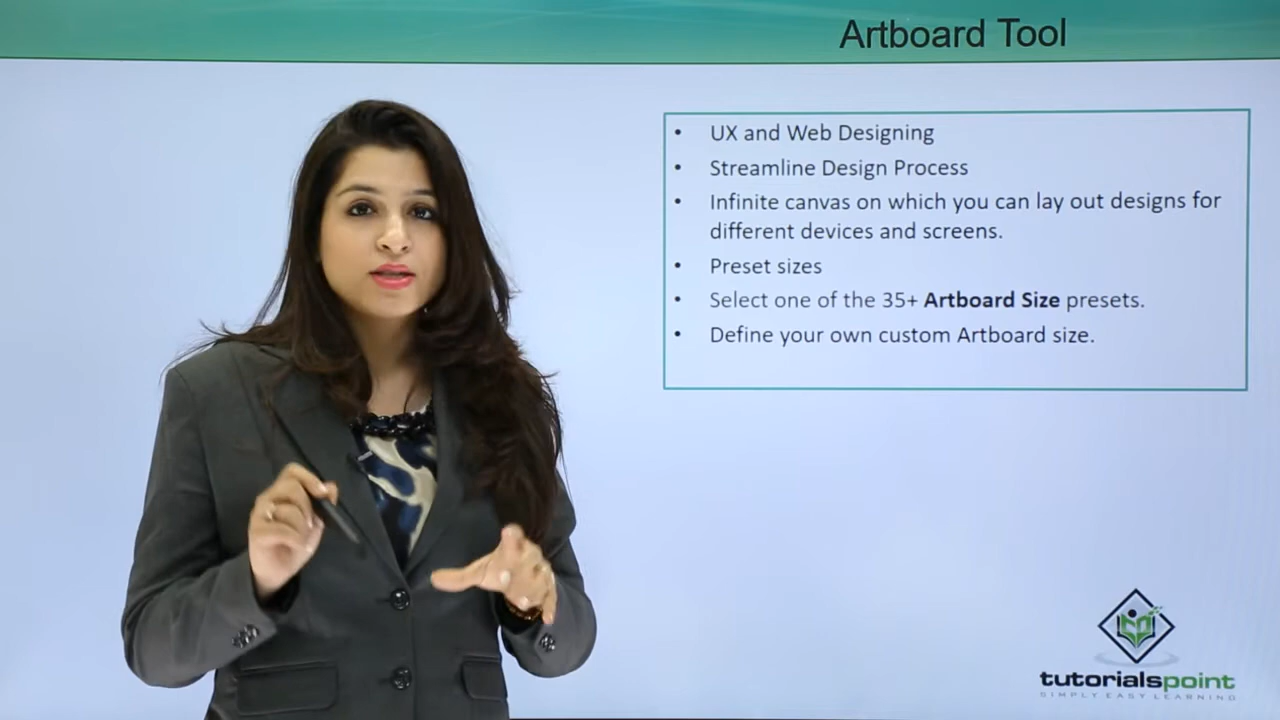 Artboard Tool
• UX and Web Designing
• Streamline Design Process
• Infinite canvas on which you can lay out designs for
different devices and screens.
• Preset sizes
• Select one of the 35+ Artboard Size presets.
• Define your own custom Artboard size.
tutorialspoint
SIMPLY EASY LEARNING